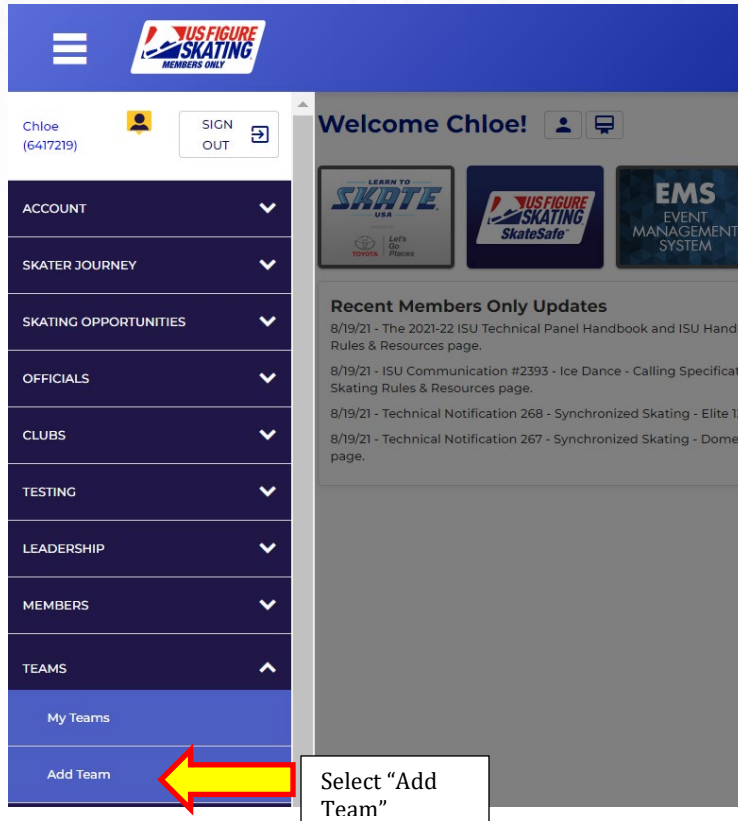 US FIGURE
SKATING
MEMBERS ONLY
Chloe
(6417219)
SIGN
OUT
ACCOUNT
SKATER JOURNEY
SKATING OPPORTUNITIES
OFFICIALS
CLUBS
TESTING
LEADERSHIP
MEMBERS
TEAMS
My Teams
Add Team
Welcome Chloe!
LEARN TO
SKATE
USA
TOYOTA
Let's
Go
Places
US FIGURE
SKATING
SkateSafe
EMS
EVENT
MANAGEMENT
SYSTEM
Recent Members Only Updates
8/19/21 - The 2021-22 ISU Technical Panel Handbook and ISU Hand
Rules & Resources page.
8/19/21 - ISU Communication #2393 - Ice Dance - Calling Specificat
Skating Rules & Resources page.
8/19/21 - Technical Notification 268 - Synchronized Skating - Elite 1
8/19/21 - Technical Notification 267 - Synchronized Skating - Dome
page.
Select “Add
Team”